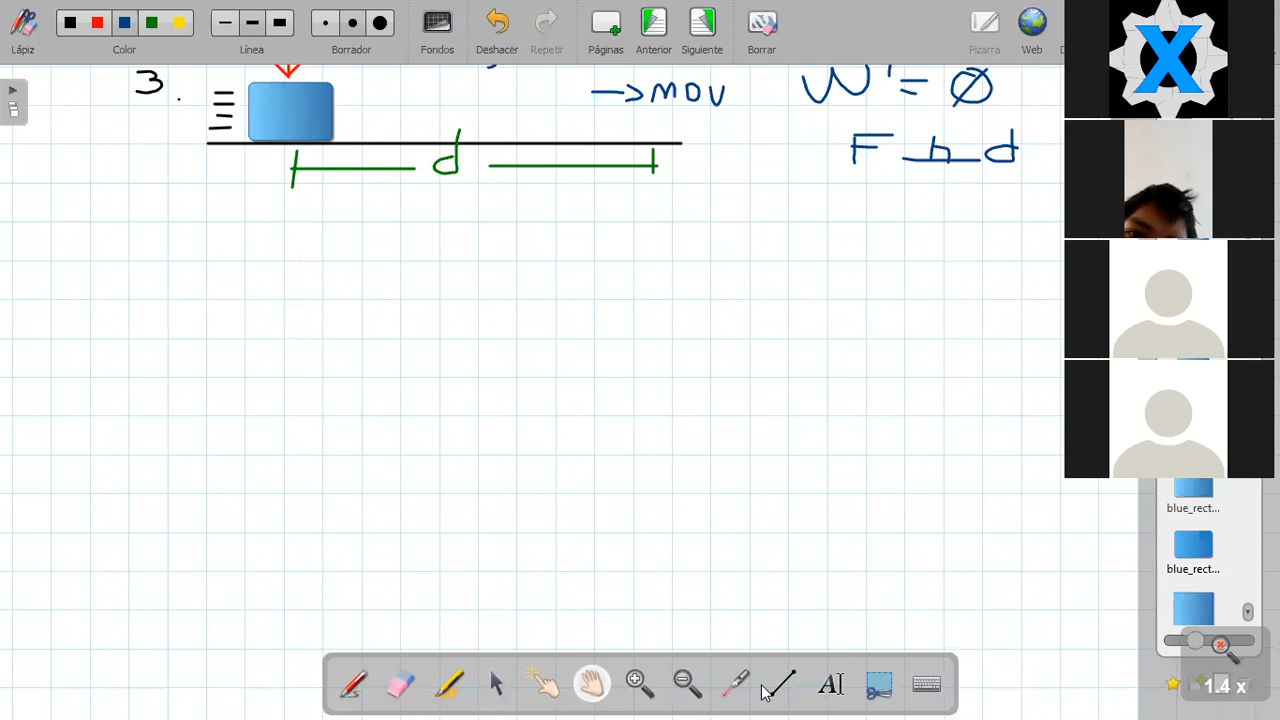 Lápiz
Color
Línea
Borrador
Fondos
Deshacer
Repetir
Páginas
Anterior
Siguiente
Borrar
Pizarra
Web
3.
→ MOV
W = Ø
d
F d
X
blue_rect...
blue_rect...
1.4 x